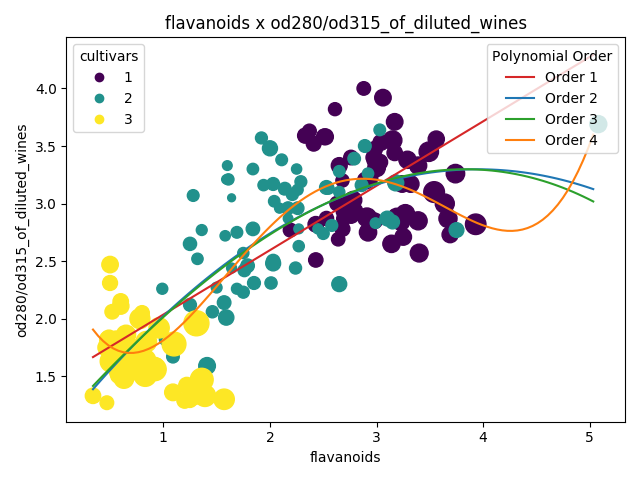 flavanoids x od280/od315_of_diluted_wines
cultivars
1
2
3
Polynomial Order
Order 1
Order 2
Order 3
Order 4
od280/od315_of_diluted_wines
4.0
3.5
3.0
2.5
2.0
1.5
1 2 3 4 5
flavanoids